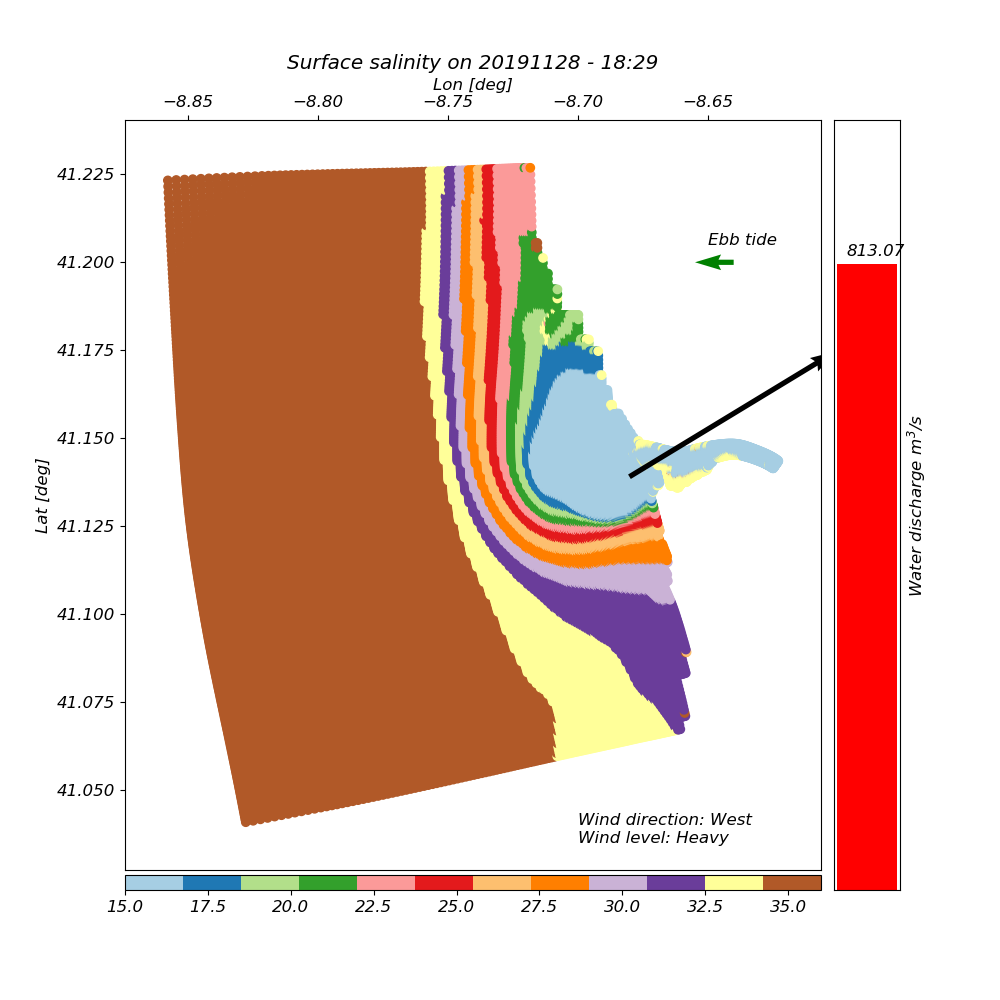 Surface salinity on 20191128 - 18:29
Lon [deg]
−8.85 −8.80 −8.75 −8.70 −8.65
41.225
41.200
41.175
41.150
41.125
41.100
41.075
41.050
Lat [deg]
Ebb tide
813.07
Water discharge m³/s
Wind direction: West
Wind level: Heavy
15.0 17.5 20.0 22.5 25.0 27.5 30.0 32.5 35.0